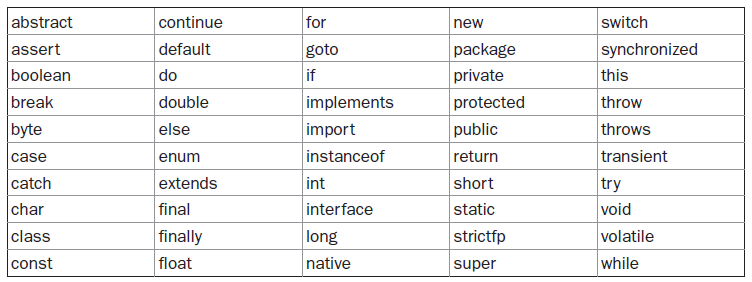 abstract continue for new switch
assert default goto package synchronized
boolean do if private this
break double implements protected throw
byte else import public throws
case enum instanceof return transient
catch extends int short try
char final interface static void
class finally long strictfp volatile
const float native super while